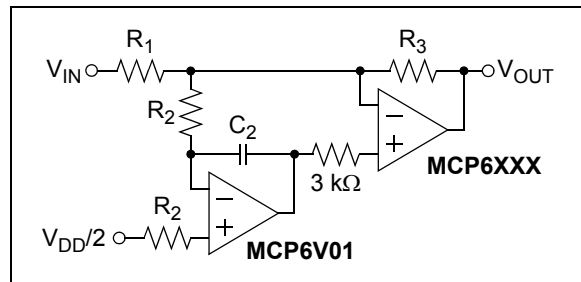 R1
R3
VIN
VOUT
R2
C2
3 kΩ
MCP6XXX
R2
VDD/2
MCP6V01
− + − +